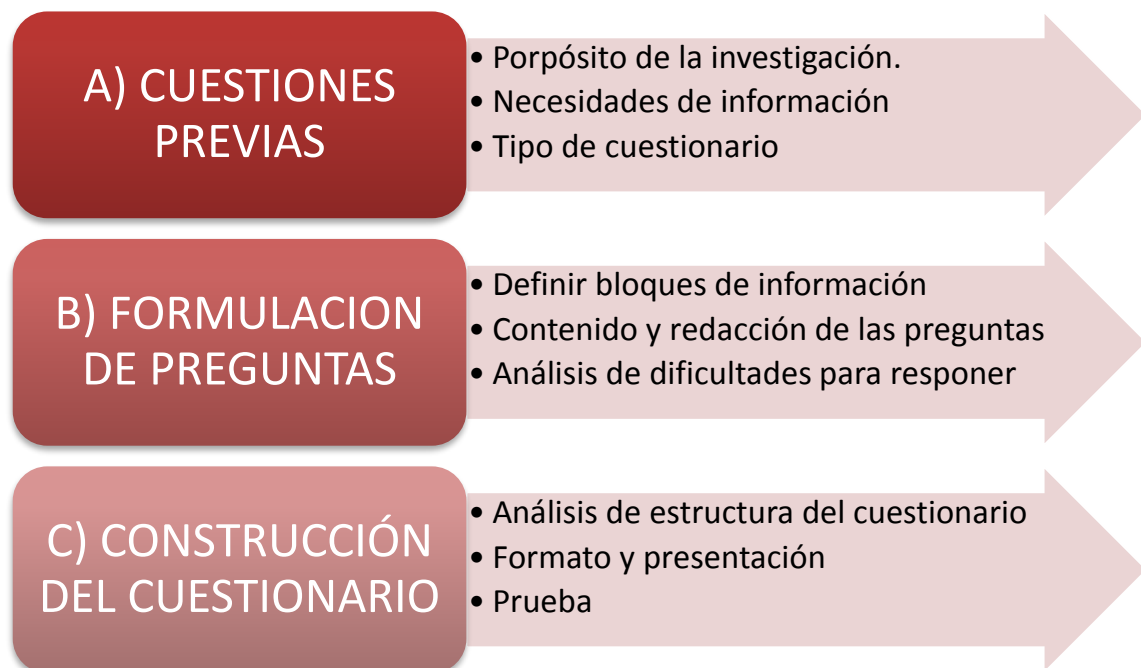 A) CUESTIONES
PREVIAS
• Porpósito de la investigación.
• Necesidades de información
• Tipo de cuestionario
B) FORMULACION
DE PREGUNTAS
• Definir bloques de información
• Contenido y redacción de las preguntas
• Análisis de dificultades para responer
C) CONSTRUCCIÓN
DEL CUESTIONARIO
• Análisis de estructura del cuestionario
• Formato y presentación
• Prueba